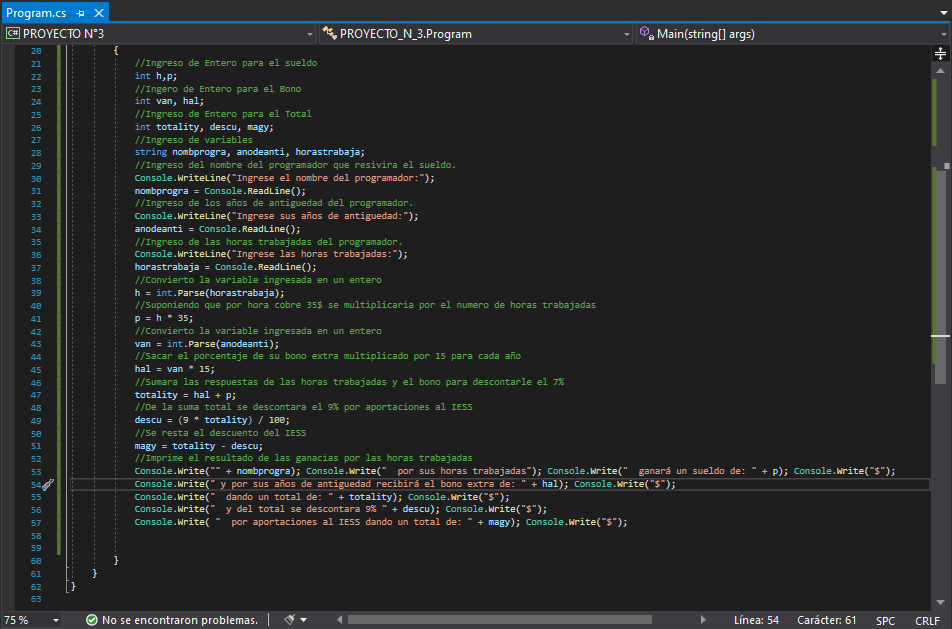 Program.cs
C# PROYECTO N°3 PROYECTO_N_3.Program Main(string[] args)
20 {
21 //Ingreso de Entero para el sueldo
22 int h,p;
23 //Ingero de Entero para el Bono
24 int van, hal;
25 //Ingreso de Entero para el Total
26 int totality, descu, magy;
27 //Ingreso de variables
28 string nombprogra, anodeanti, horastrabaja;
29 //Ingreso del nombre del programador que resivira el sueldo.
30 Console.WriteLine("Ingrese el nombre del programador:");
31 nombprogra = Console.ReadLine();
32 //Ingreso de los años de antiguedad del programador.
33 Console.WriteLine("Ingrese sus años de antiguedad:");
34 anodeanti = Console.ReadLine();
35 //Ingreso de las horas trabajadas del programador.
36 Console.WriteLine("Ingrese las horas trabajadas:");
37 horastrabaja = Console.ReadLine();
38 //Convierto la variable ingresada en un entero
39 h = int.Parse(horastrabaja);
40 //Suponiendo que por hora cobre 35$ se multiplicaria por el numero de horas trabajadas
41 p = h * 35;
42 //Convierto la variable ingresada en un entero
43 van = int.Parse(anodeanti);
44 //Sacar el porcentaje de su bono extra multiplicado por 15 para cada año
45 hal = van * 15;
46 //Sumara las respuestas de las horas trabajadas y el bono para descontarle el 7%
47 totality = hal + p;
48 //De la suma total se descontara el 9% por aportaciones al IESS
49 descu = (9 * totality) / 100;
50 //Se resta el descuento del IESS
51 magy = totality - descu;
52 //Imprime el resultado de las ganacias por las horas trabajadas
53 Console.Write("" + nombprogra); Console.Write("  por sus horas trabajadas"); Console.Write("  ganará un sueldo de: " + p); Console.Write("$");
54 Console.Write(" y por sus años de antiguedad recibirá el bono extra de: " + hal); Console.Write("$");
55 Console.Write("  dando un total de: " + totality); Console.Write("$");
56 Console.Write("  y del total se descontara 9% " + descu); Console.Write("$");
57 Console.Write( "  por aportaciones al IESS dando un total de: " + magy); Console.Write("$");
58
59
60 }
61 }
62 }
63
75 % No se encontraron problemas. Línea: 54 Carácter: 61 SPC CRLF